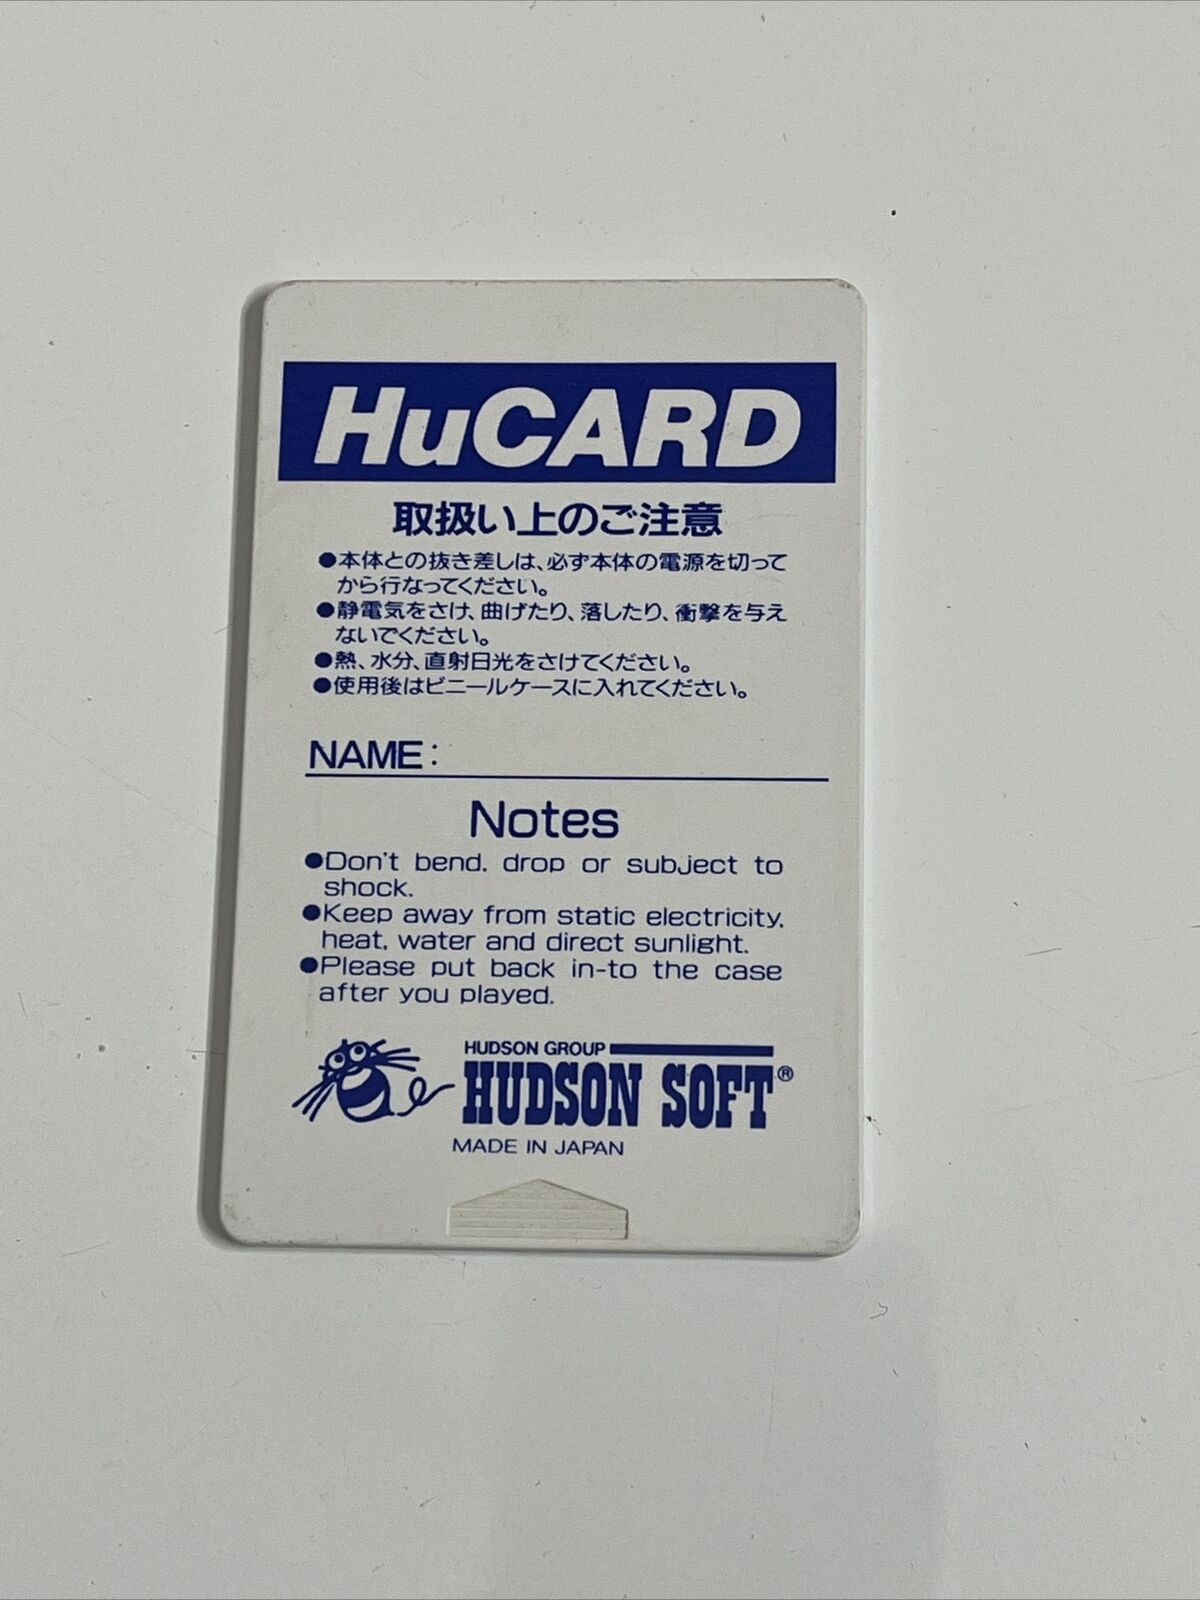 HuCARD
取扱い上のご注意
●本体との抜き差しは、必ず本体の電源を切って
から行なってください。
●静電気をさけ、曲げたり、落したり、衝撃を与え
ないでください。
●熱、水分、直射日光をさけてください。
●使用後はビニールケースに入れてください。
NAME:
Notes
●Don't bend, drop or subject to
shock.
●Keep away from static electricity,
heat, water and direct sunlight.
●Please put back in-to the case
after you played.
HUDSON GROUP
HUDSON SOFT®
MADE IN JAPAN